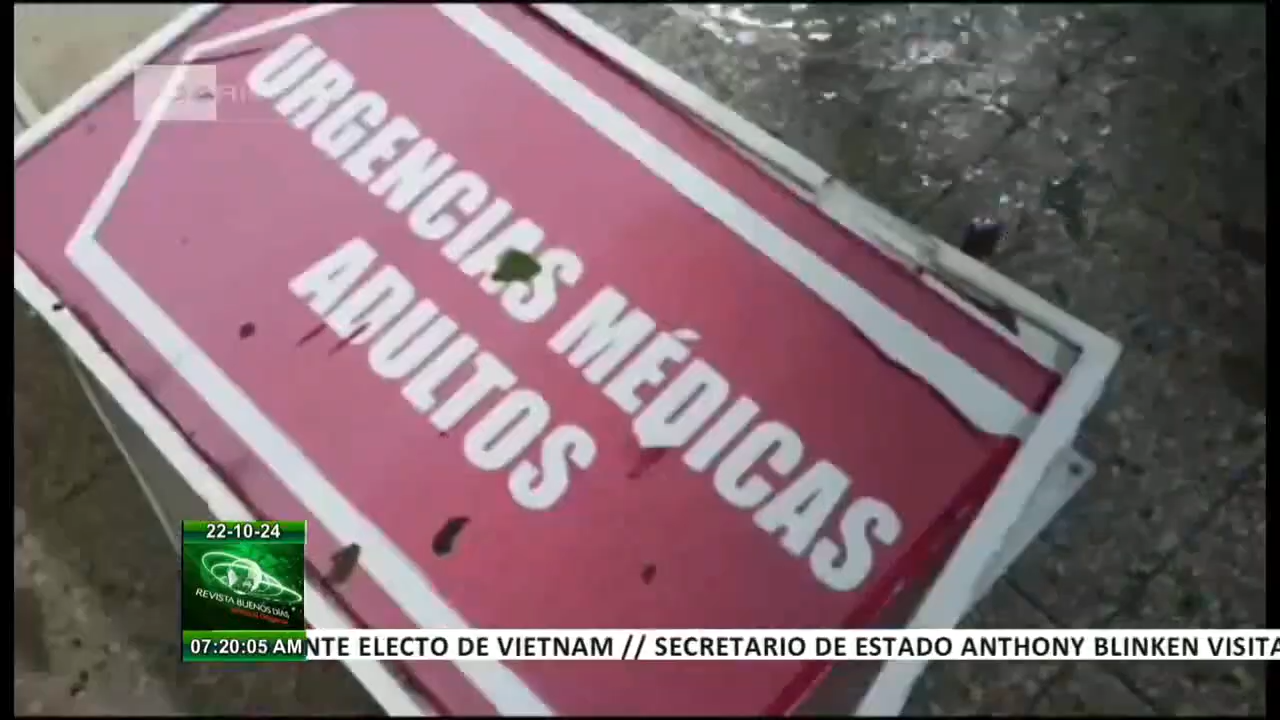 URGENCIAS MÉDICAS
ADULTOS
22-10-24
REVISTA BUENOS DÍAS
07:20:05 AM
NTE ELECTO DE VIETNAM // SECRETARIO DE ESTADO ANTHONY BLINKEN VISITA